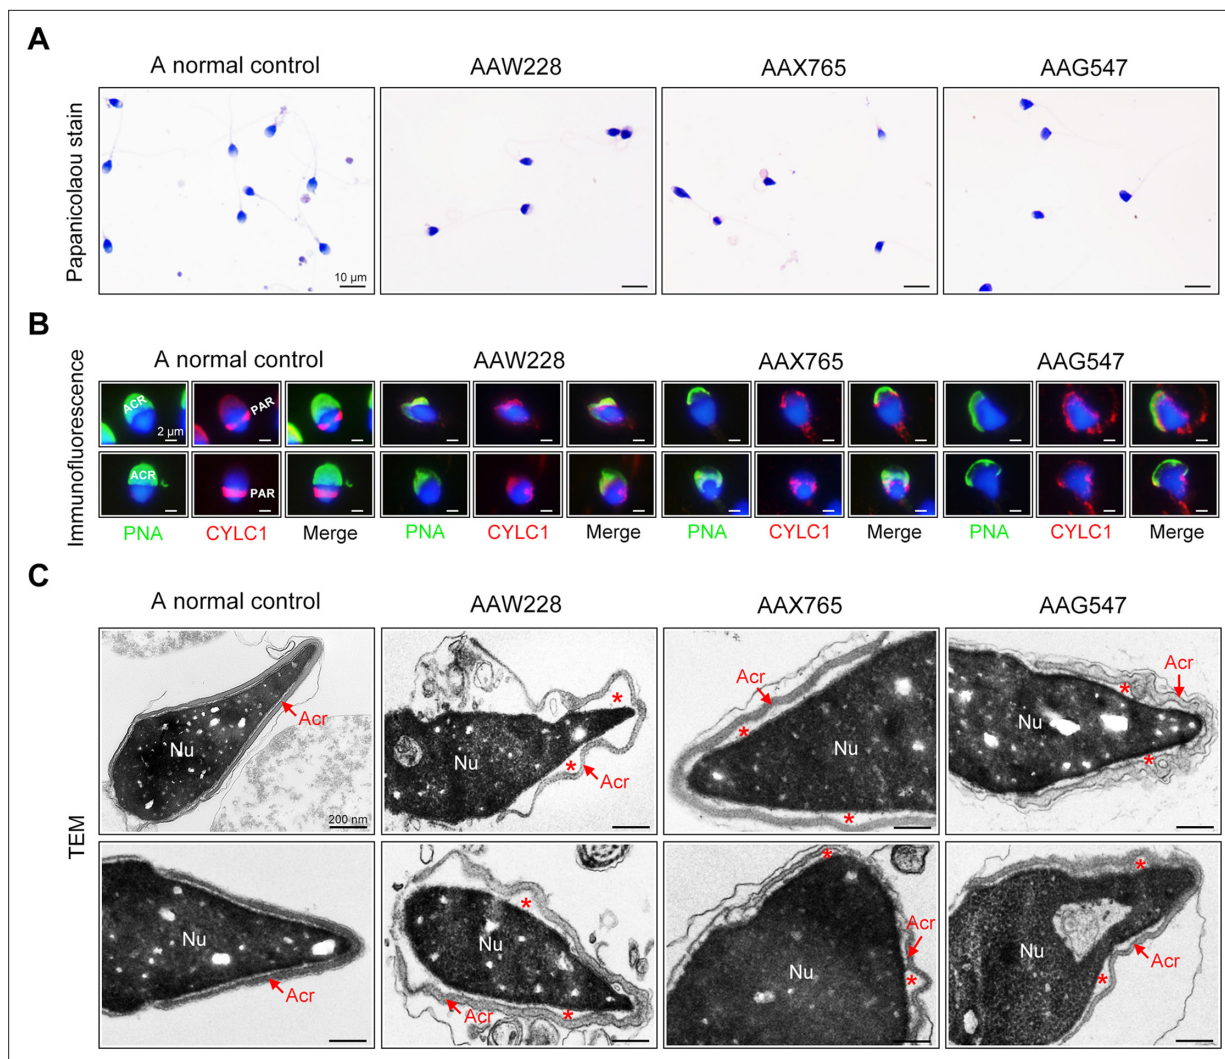 A
A normal control AAW228 AAX765 AAG547
Papanicolaou stain
10 µm
B
A normal control AAW228 AAX765 AAG547
Immunofluorescence
ACR PAR
2 µm
ACR PAR
PNA CYLC1 Merge PNA CYLC1 Merge PNA CYLC1 Merge PNA CYLC1 Merge
C
A normal control AAW228 AAX765 AAG547
TEM
Acr Nu 200 nm
* * Nu Acr
Acr * Nu *
Acr * Nu *
Nu Acr
* Nu Acr *
* Acr * Nu
* Nu Acr *